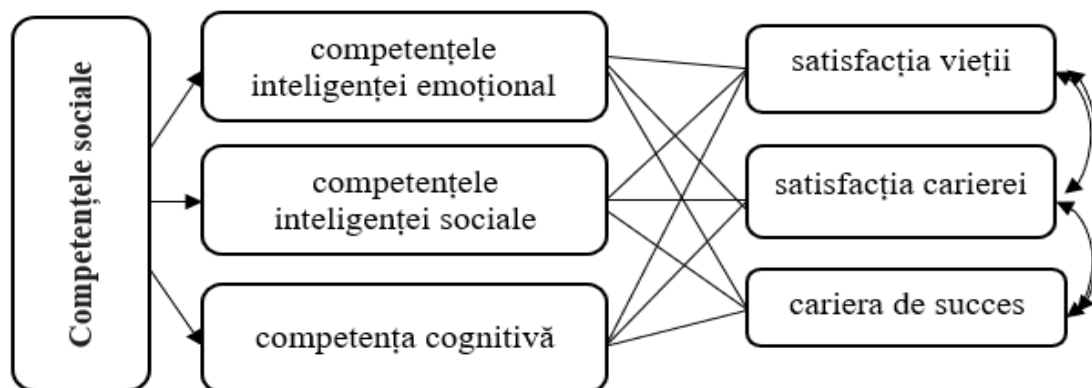 Competențele sociale
competențele
inteligenței emoțional
competențele
inteligenței sociale
competența cognitivă
satisfacția vieții
satisfacția carierei
cariera de succes